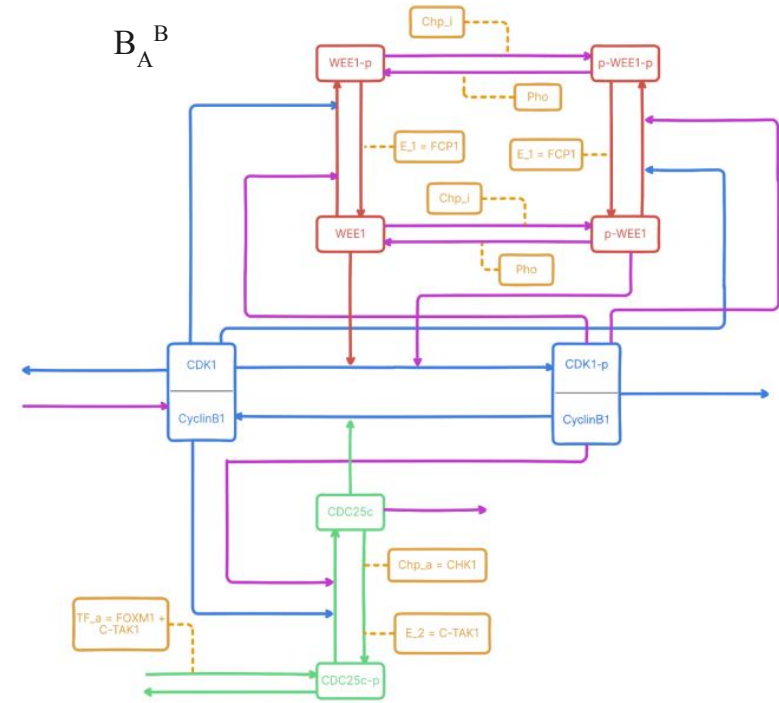 B_A^B
Chp_i
WEE1-p
p-WEE1-p
Pho
E_1 = FCP1
E_1 = FCP1
Chp_i
WEE1
p-WEE1
Pho
CDK1
CyclinB1
CDK1-p
CyclinB1
CDC25c
Chp_a = CHK1
TF_a = FOXM1 +
C-TAK1
E_2 = C-TAK1
CDC25c-p